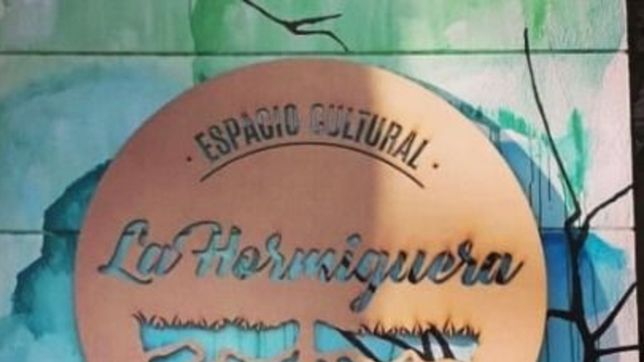 · ESPACIO CULTURAL ·
La Hormiguera